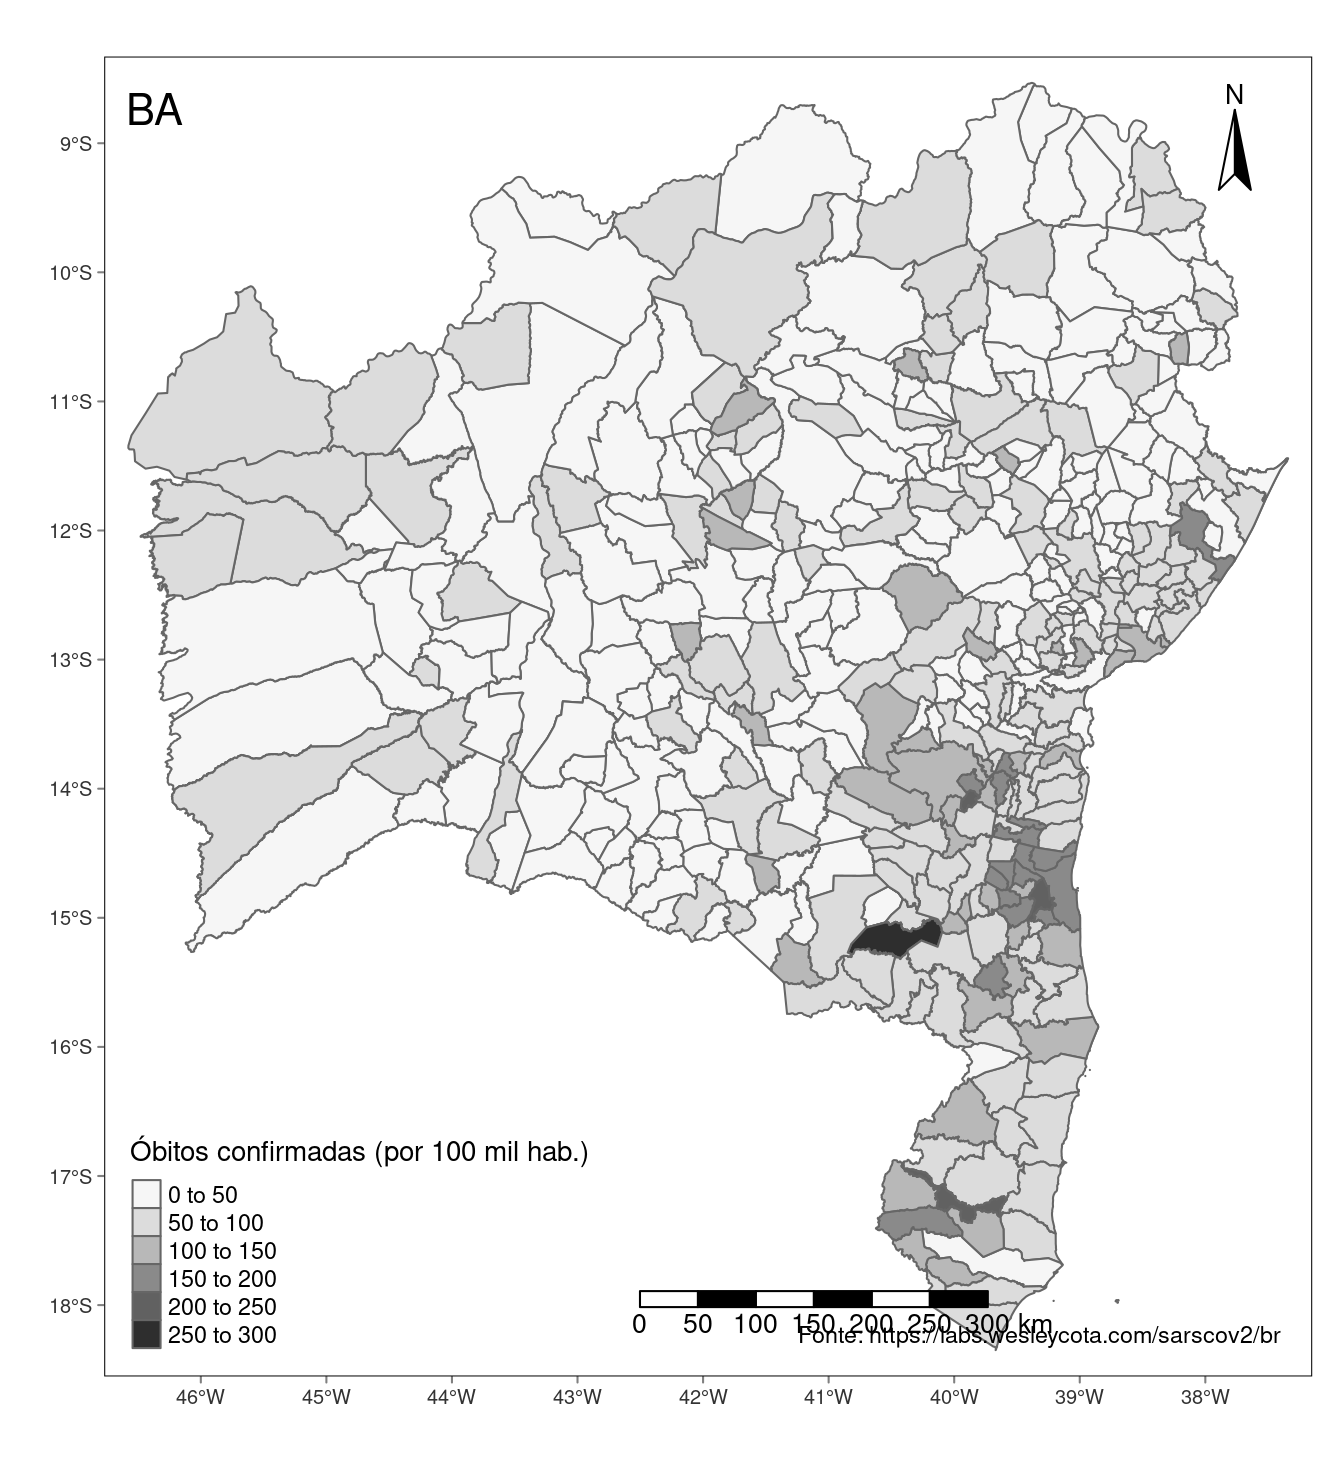 BA
N
9°S
10°S
11°S
12°S
13°S
14°S
15°S
16°S
17°S
18°S
Óbitos confirmadas (por 100 mil hab.)
0 to 50
50 to 100
100 to 150
150 to 200
200 to 250
250 to 300
0 50 100 150 200 250 300 km
Fonte: https://labs.wesleycota.com/sarscov2/br
46°W 45°W 44°W 43°W 42°W 41°W 40°W 39°W 38°W